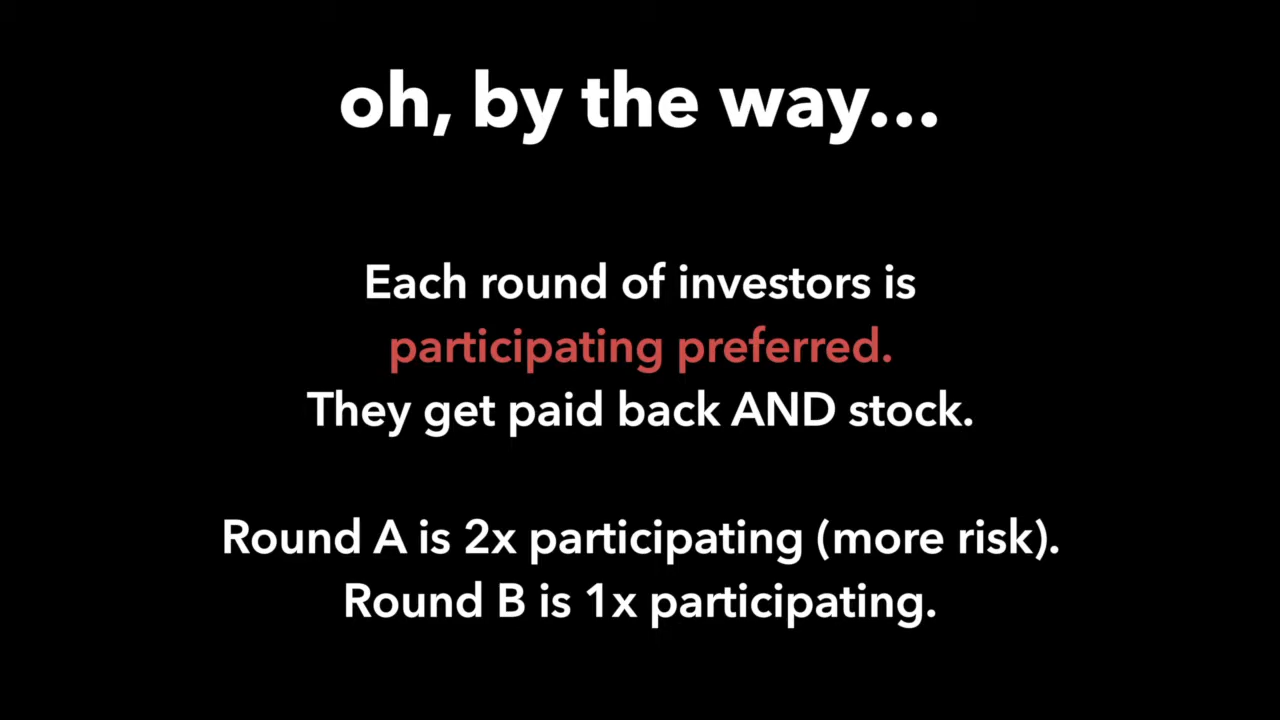 oh, by the way...
Each round of investors is
participating preferred.
They get paid back AND stock.
Round A is 2x participating (more risk).
Round B is 1x participating.